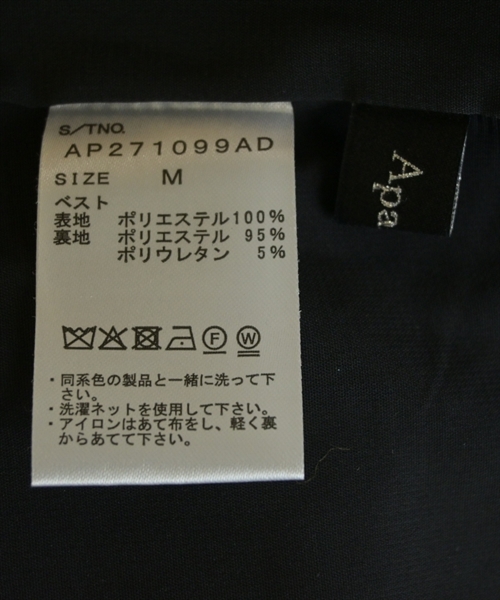 S/TNO.
AP271099AD
SIZE M
ベスト
表地 ポリエステル100%
裏地 ポリエステル 95%
ポリウレタン 5%
F W
・同系色の製品と一緒に洗って下
さい。
・洗濯ネットを使用して下さい。
・アイロンはあて布をし、軽く裏
からあてて下さい。
Apa